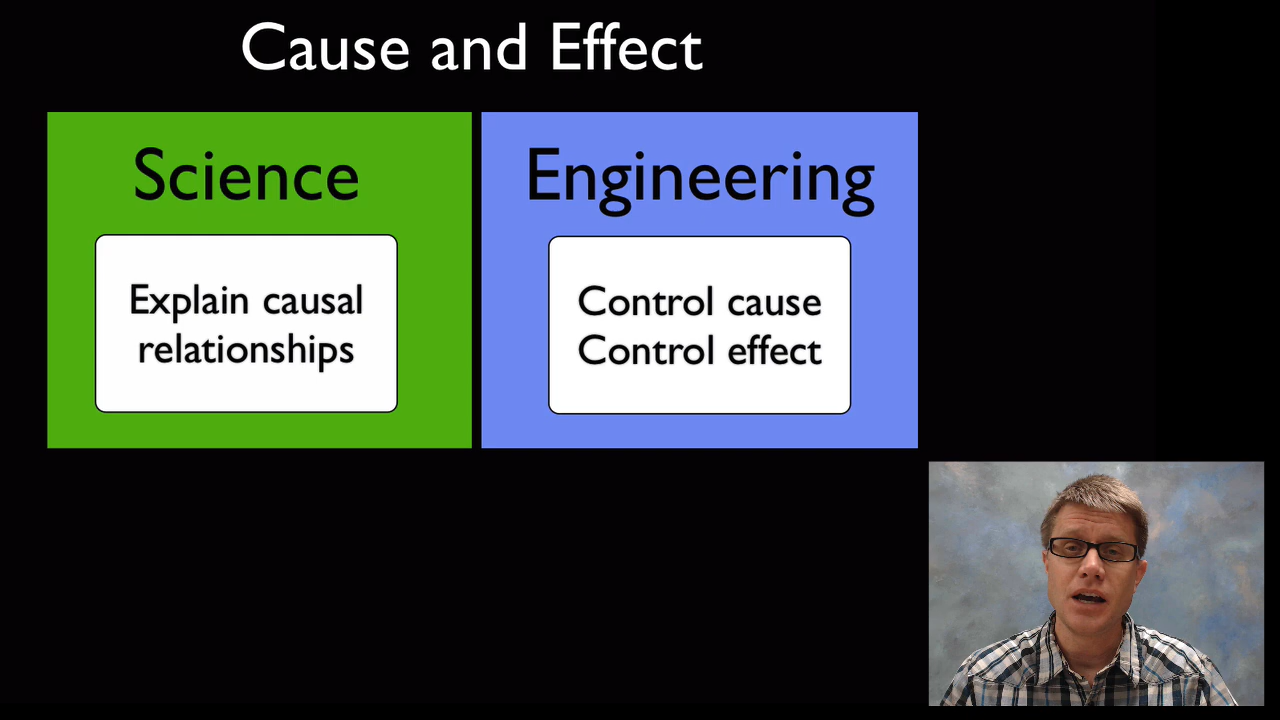 Cause and Effect
Science
Engineering
Explain causal
relationships
Control cause
Control effect